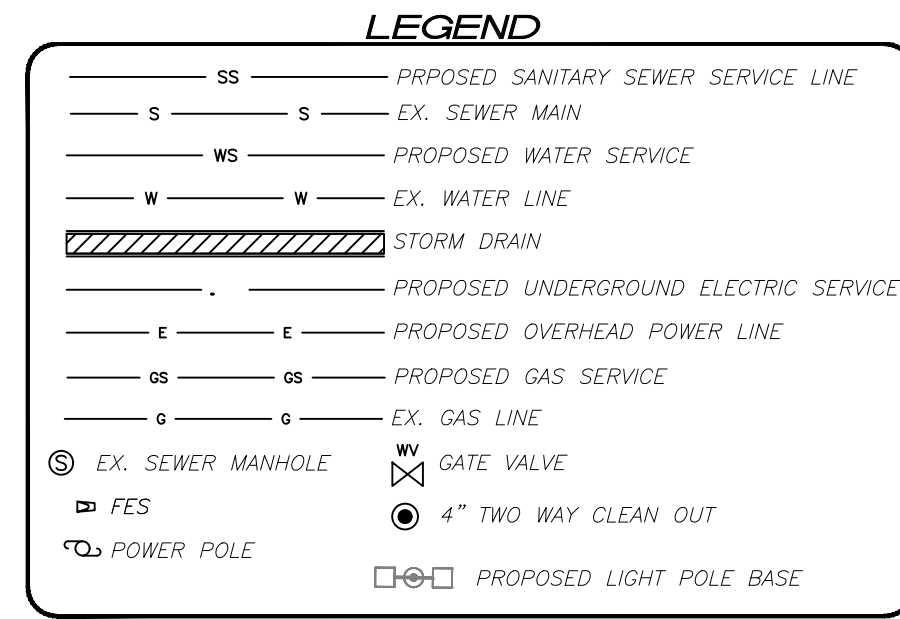 LEGEND
SS PRPOSED SANITARY SEWER SERVICE LINE
S S EX. SEWER MAIN
WS PROPOSED WATER SERVICE
W W EX. WATER LINE
STORM DRAIN
. PROPOSED UNDERGROUND ELECTRIC SERVICE
E E PROPOSED OVERHEAD POWER LINE
GS GS PROPOSED GAS SERVICE
G G EX. GAS LINE
S EX. SEWER MANHOLE
WV
GATE VALVE
FES
4" TWO WAY CLEAN OUT
POWER POLE
PROPOSED LIGHT POLE BASE